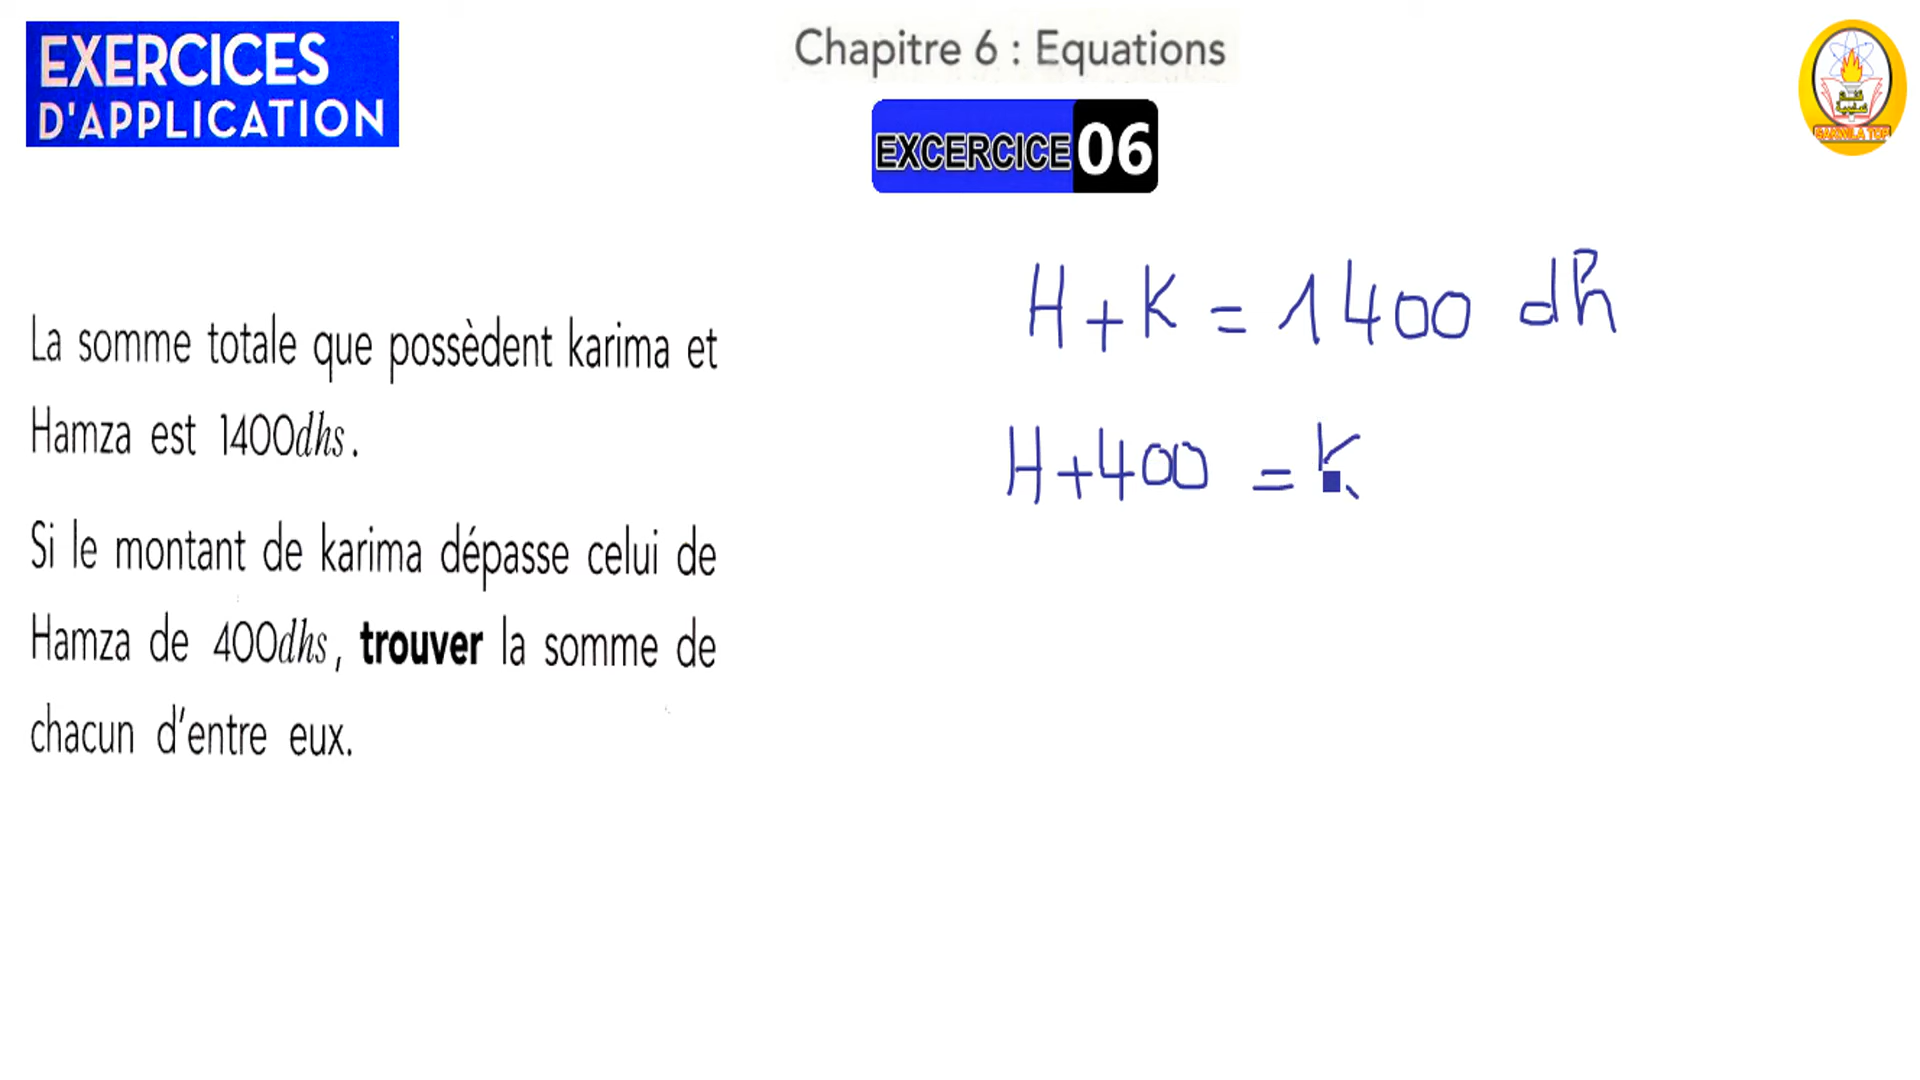 EXERCICES
D'APPLICATION
Chapitre 6 : Equations
EXCERCICE 06
La somme totale que possèdent karima et
Hamza est 1400dhs.
Si le montant de karima dépasse celui de
Hamza de 400dhs, trouver la somme de
chacun d'entre eux.
H + K = 1400 dh
H + 400 = K